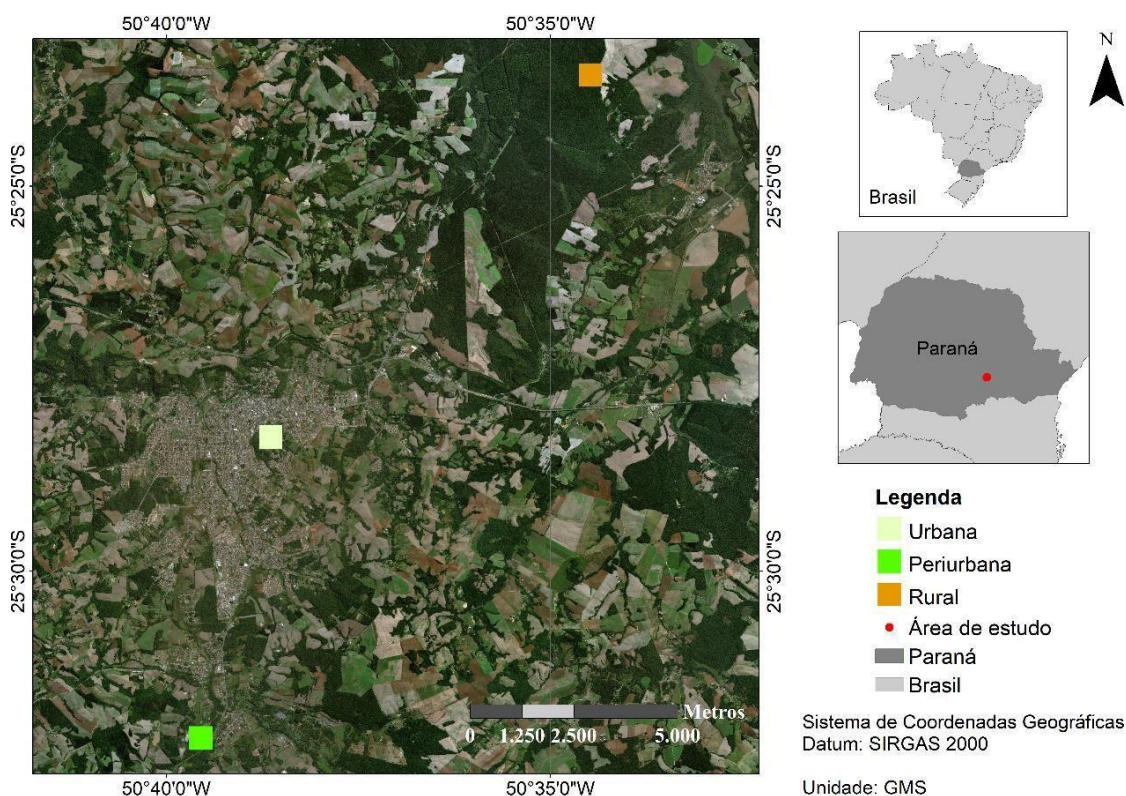 50°40'0"W
50°35'0"W
25°25'0"S
25°25'0"S
25°30'0"S
25°30'0"S
Metros
0 1.250 2.500 5.000
50°40'0"W
50°35'0"W
N
Brasil
Paraná
Legenda
Urbana
Periurbana
Rural
Área de estudo
Paraná
Brasil
Sistema de Coordenadas Geográficas
Datum: SIRGAS 2000
Unidade: GMS